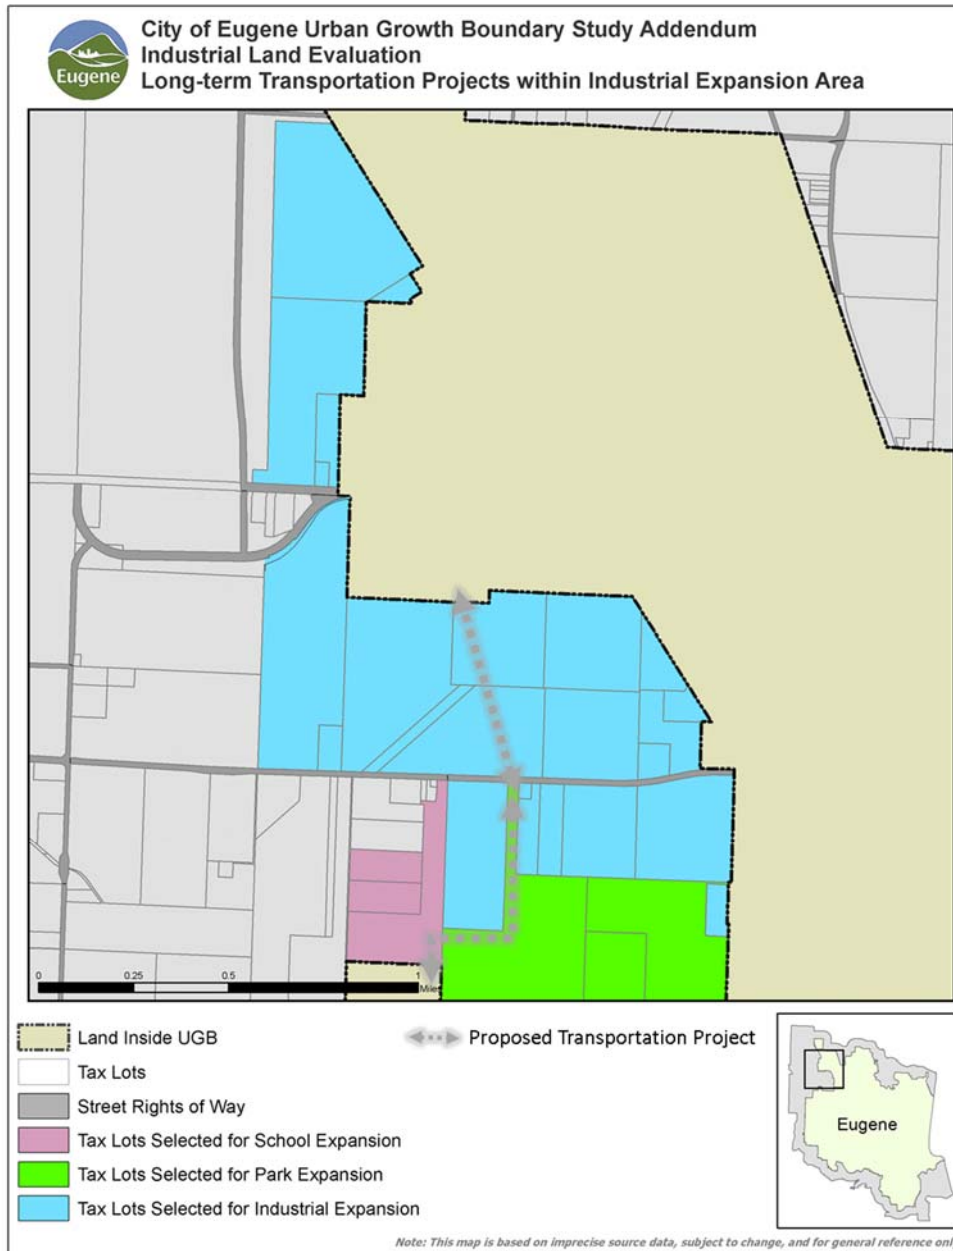 City of Eugene Urban Growth Boundary Study Addendum
Industrial Land Evaluation
Long-term Transportation Projects within Industrial Expansion Area
Eugene
0 0.25 0.5 1
Miles
Land Inside UGB
Proposed Transportation Project
Tax Lots
Street Rights of Way
Tax Lots Selected for School Expansion
Tax Lots Selected for Park Expansion
Tax Lots Selected for Industrial Expansion
Eugene
Note: This map is based on imprecise source data, subject to change, and for general reference onl